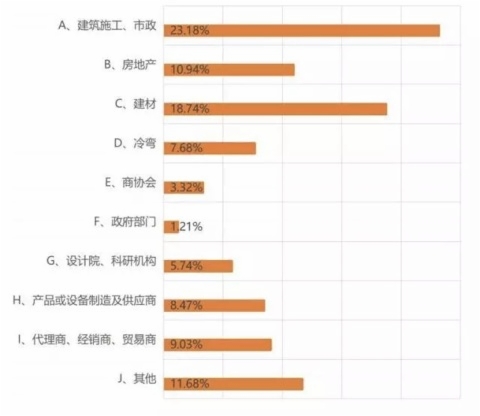 A、建筑施工、市政
23.18%
B、房地产
10.94%
C、建材
18.74%
D、冷弯
7.68%
E、商协会
3.32%
F、政府部门
1.21%
G、设计院、科研机构
5.74%
H、产品或设备制造及供应商
8.47%
I、代理商、经销商、贸易商
9.03%
J、其他
11.68%